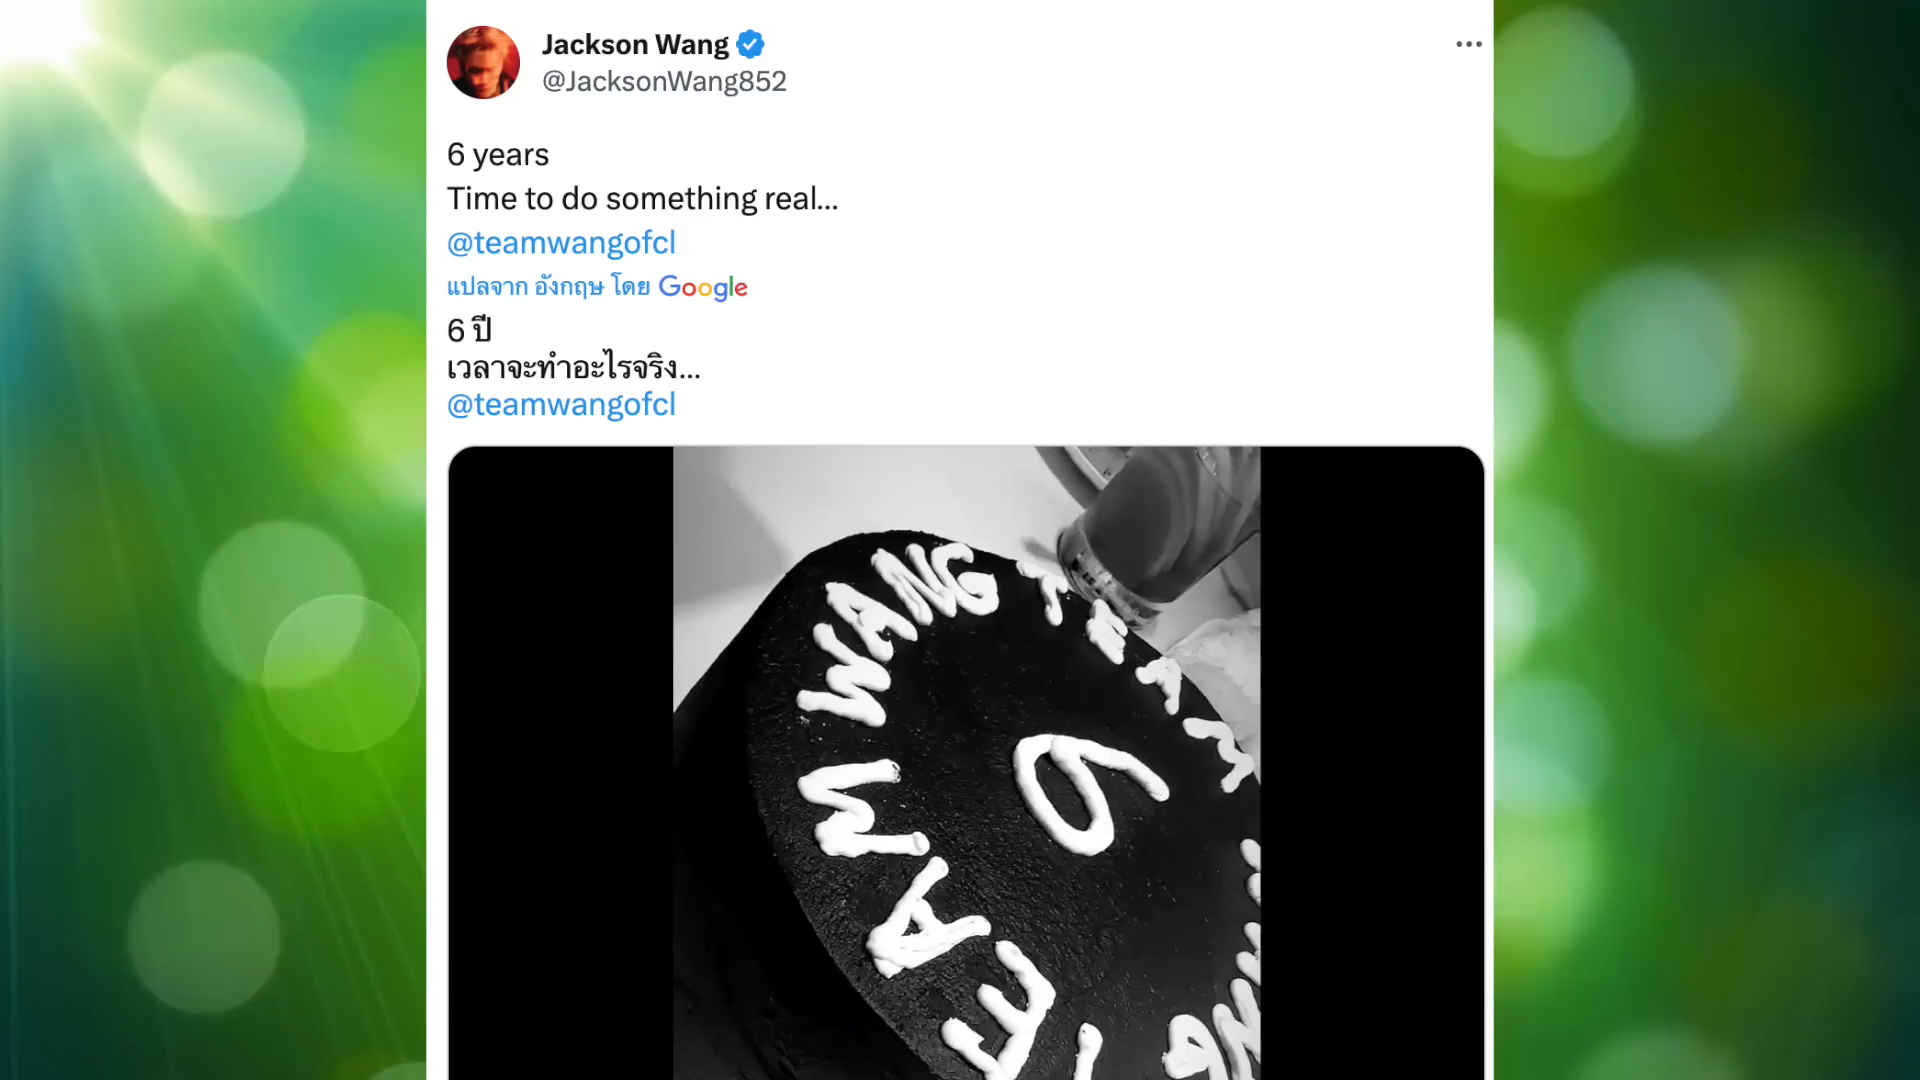 Jackson Wang
@JacksonWang852
6 years
Time to do something real...
@teamwangofcl
แปลจาก อังกฤษ โดย Google
6 ปี
เวลาจะทำอะไรจริง...
@teamwangofcl
TEAM WANG
TEAM
6